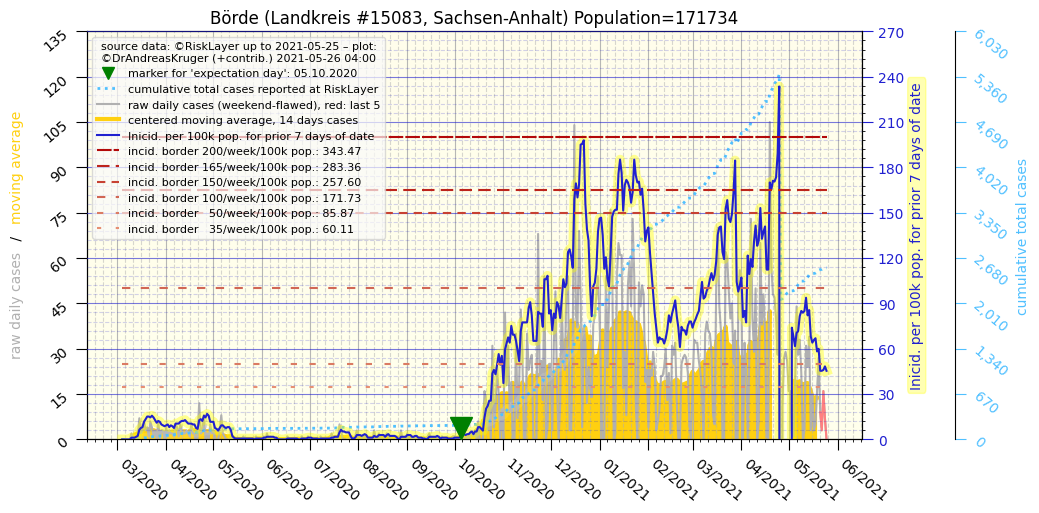 Börde (Landkreis #15083, Sachsen-Anhalt) Population=171734
source data: ©RiskLayer up to 2021-05-25 – plot:
©DrAndreasKruger (+contrib.) 2021-05-26 04:00
marker for 'expectation day': 05.10.2020
cumulative total cases reported at RiskLayer
raw daily cases (weekend-flawed), red: last 5
centered moving average, 14 days cases
Inicid. per 100k pop. for prior 7 days of date
incid. border 200/week/100k pop.: 343.47
incid. border 165/week/100k pop.: 283.36
incid. border 150/week/100k pop.: 257.60
incid. border 100/week/100k pop.: 171.73
incid. border 50/week/100k pop.: 85.87
incid. border 35/week/100k pop.: 60.11
raw daily cases / moving average
135
120
105
90
75
60
45
30
15
0
270
240
210
180
150
120
90
60
30
0
Inicid. per 100k pop. for prior 7 days of date
6,030
5,360
4,690
4,020
3,350
2,680
2,010
1,340
670
0
cumulative total cases
03/2020
04/2020
05/2020
06/2020
07/2020
08/2020
09/2020
10/2020
11/2020
12/2020
01/2021
02/2021
03/2021
04/2021
05/2021
06/2021